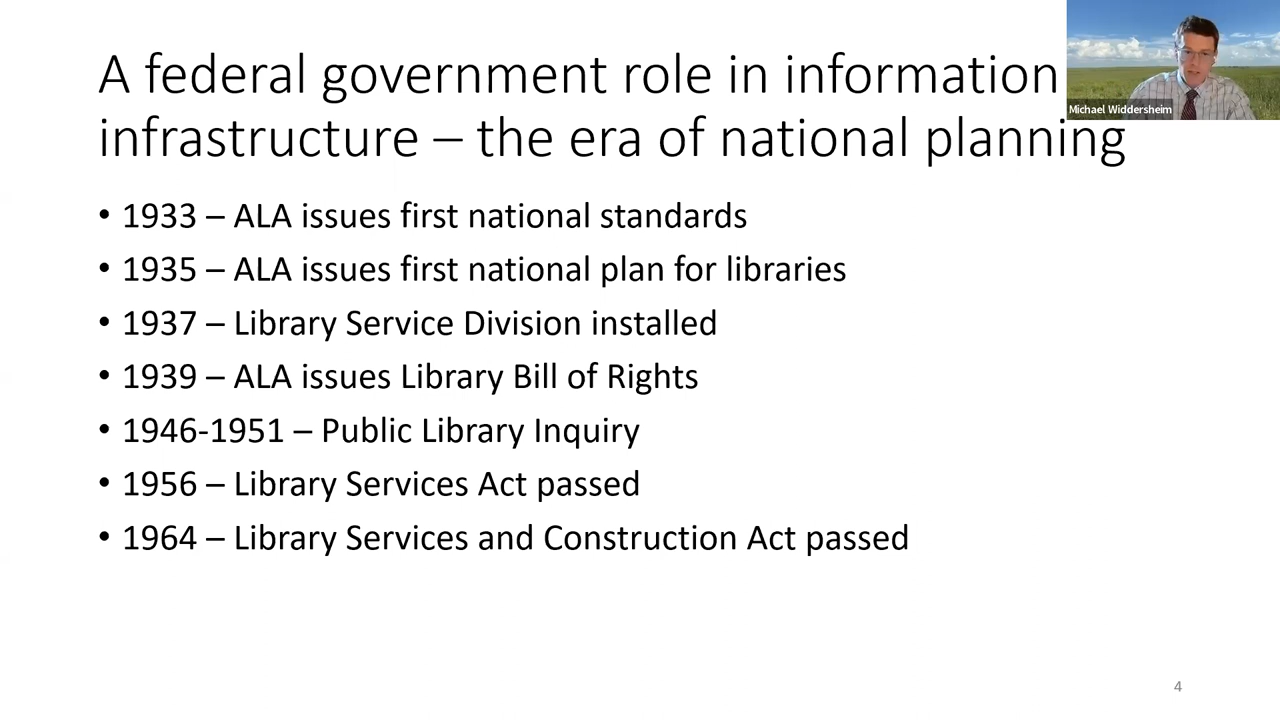 A federal government role in information
infrastructure – the era of national planning
Michael Widdersheim
• 1933 – ALA issues first national standards
• 1935 – ALA issues first national plan for libraries
• 1937 – Library Service Division installed
• 1939 – ALA issues Library Bill of Rights
• 1946-1951 – Public Library Inquiry
• 1956 – Library Services Act passed
• 1964 – Library Services and Construction Act passed
4